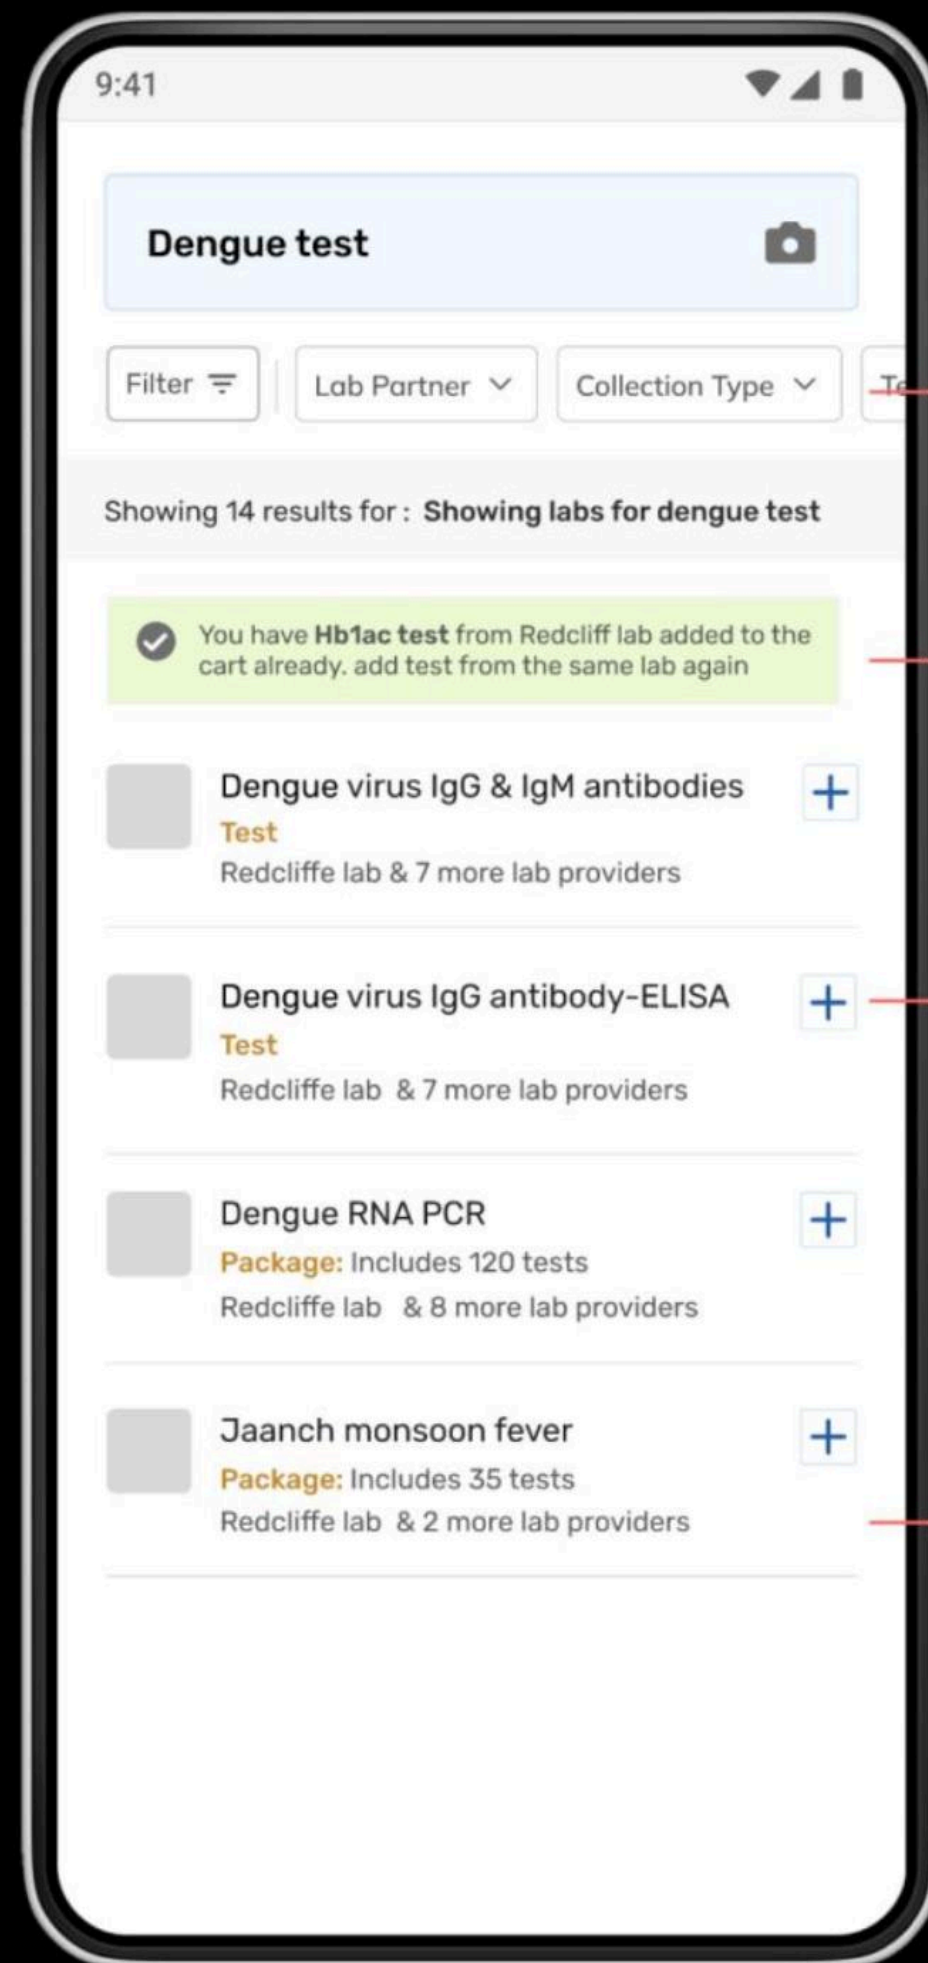 9:41
Dengue test
Filter
Lab Partner
Collection Type
Te
Showing 14 results for : Showing labs for dengue test
You have Hb1ac test from Redcliff lab added to the
cart already. add test from the same lab again
Dengue virus IgG & IgM antibodies
Test
Redcliffe lab & 7 more lab providers
Dengue virus IgG antibody-ELISA
Test
Redcliffe lab & 7 more lab providers
Dengue RNA PCR
Package: Includes 120 tests
Redcliffe lab & 8 more lab providers
Jaanch monsoon fever
Package: Includes 35 tests
Redcliffe lab & 2 more lab providers